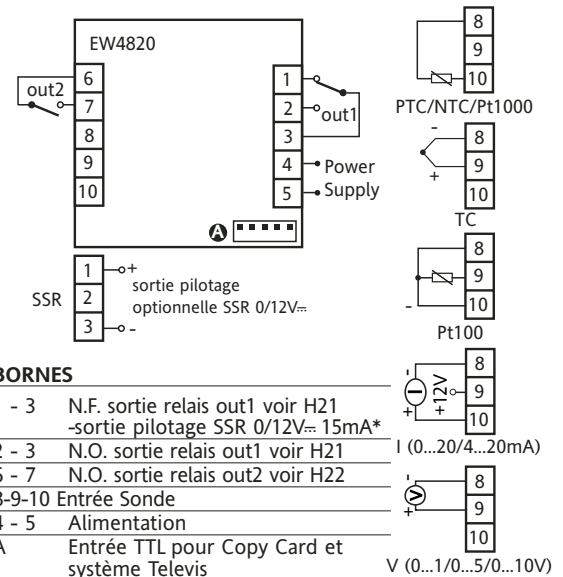 EW4820
out2
6
7
8
9
10
1
2
3
4
5
out1
Power
Supply
A
SSR
1
2
3
+
-
sortie pilotage
optionnelle SSR 0/12V⎓
8
9
10
PTC/NTC/Pt1000
-
+
8
9
10
TC
-
8
9
10
Pt100
-
I
+
+12V
8
9
10
I (0...20/4...20mA)
-
V
+
8
9
10
V (0...1/0...5/0...10V)
BORNES
- 3 N.F. sortie relais out1 voir H21
-sortie pilotage SSR 0/12V⎓ 15mA*
2 - 3 N.O. sortie relais out1 voir H21
6 - 7 N.O. sortie relais out2 voir H22
8-9-10 Entrée Sonde
4 - 5 Alimentation
A Entrée TTL pour Copy Card et
système Televis